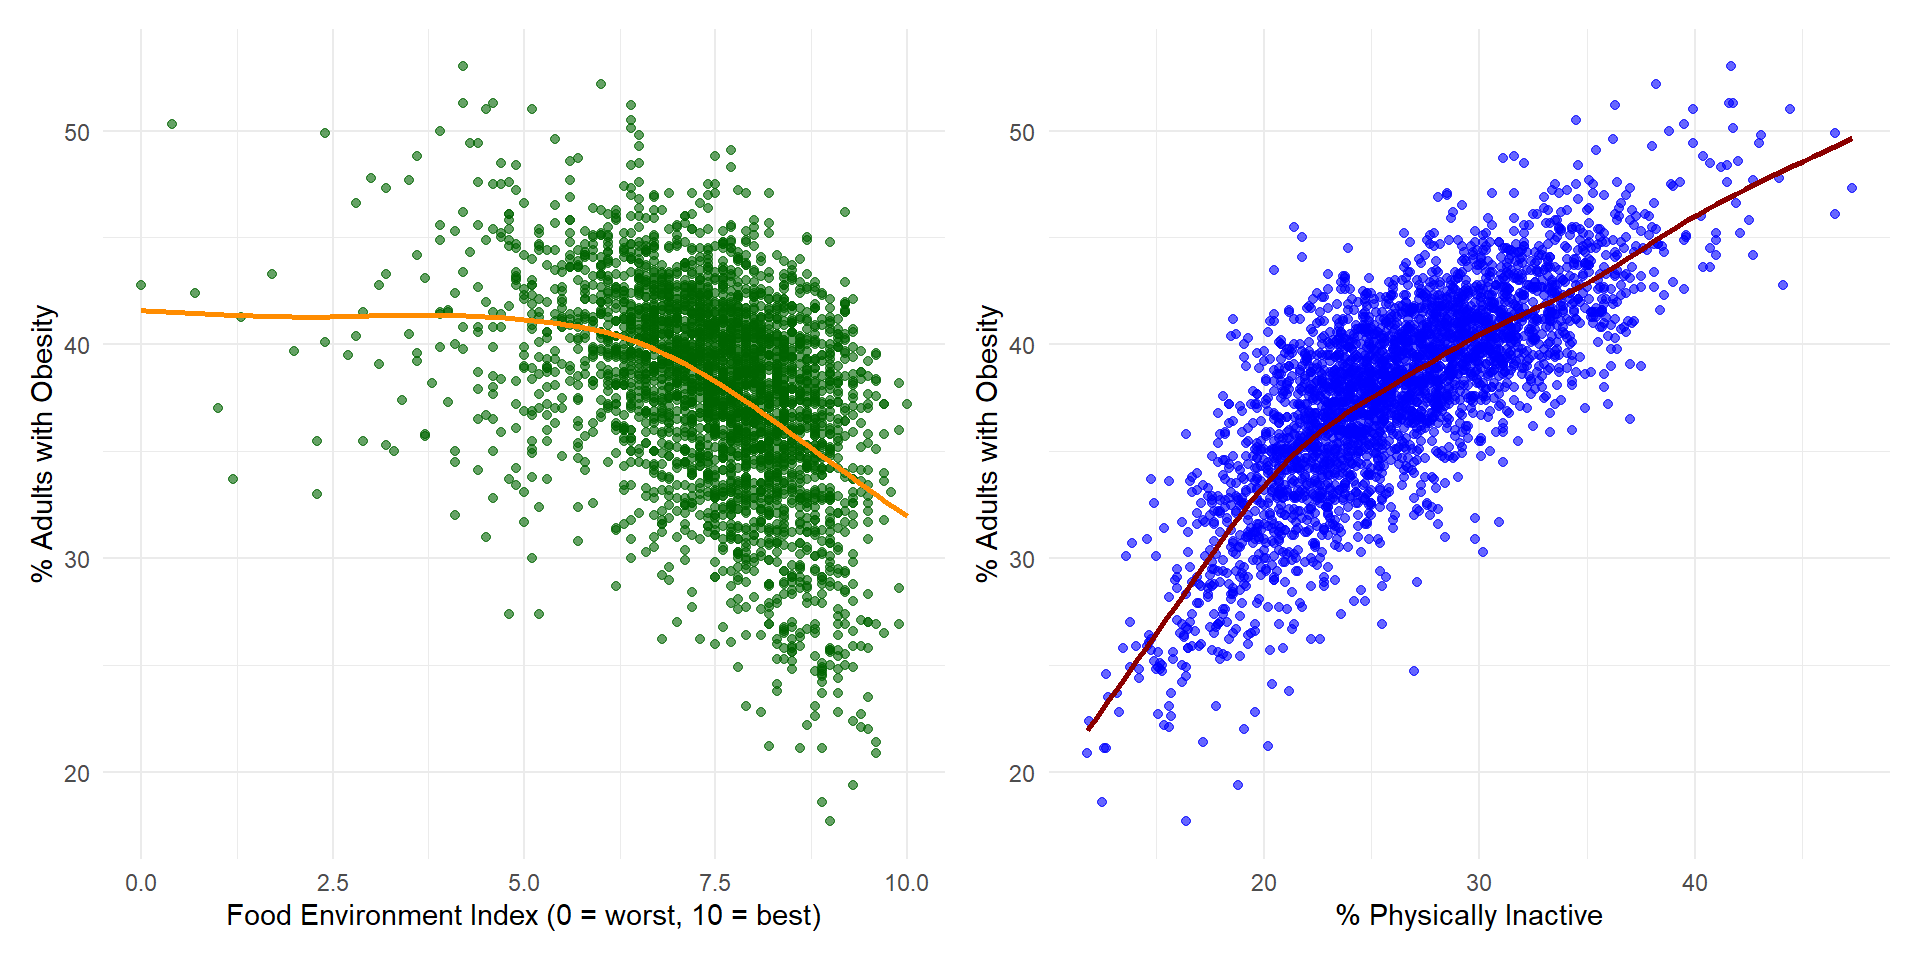 50
40
30
20
% Adults with Obesity
0.0 2.5 5.0 7.5 10.0
Food Environment Index (0 = worst, 10 = best)
50
40
30
20
% Adults with Obesity
20 30 40
% Physically Inactive